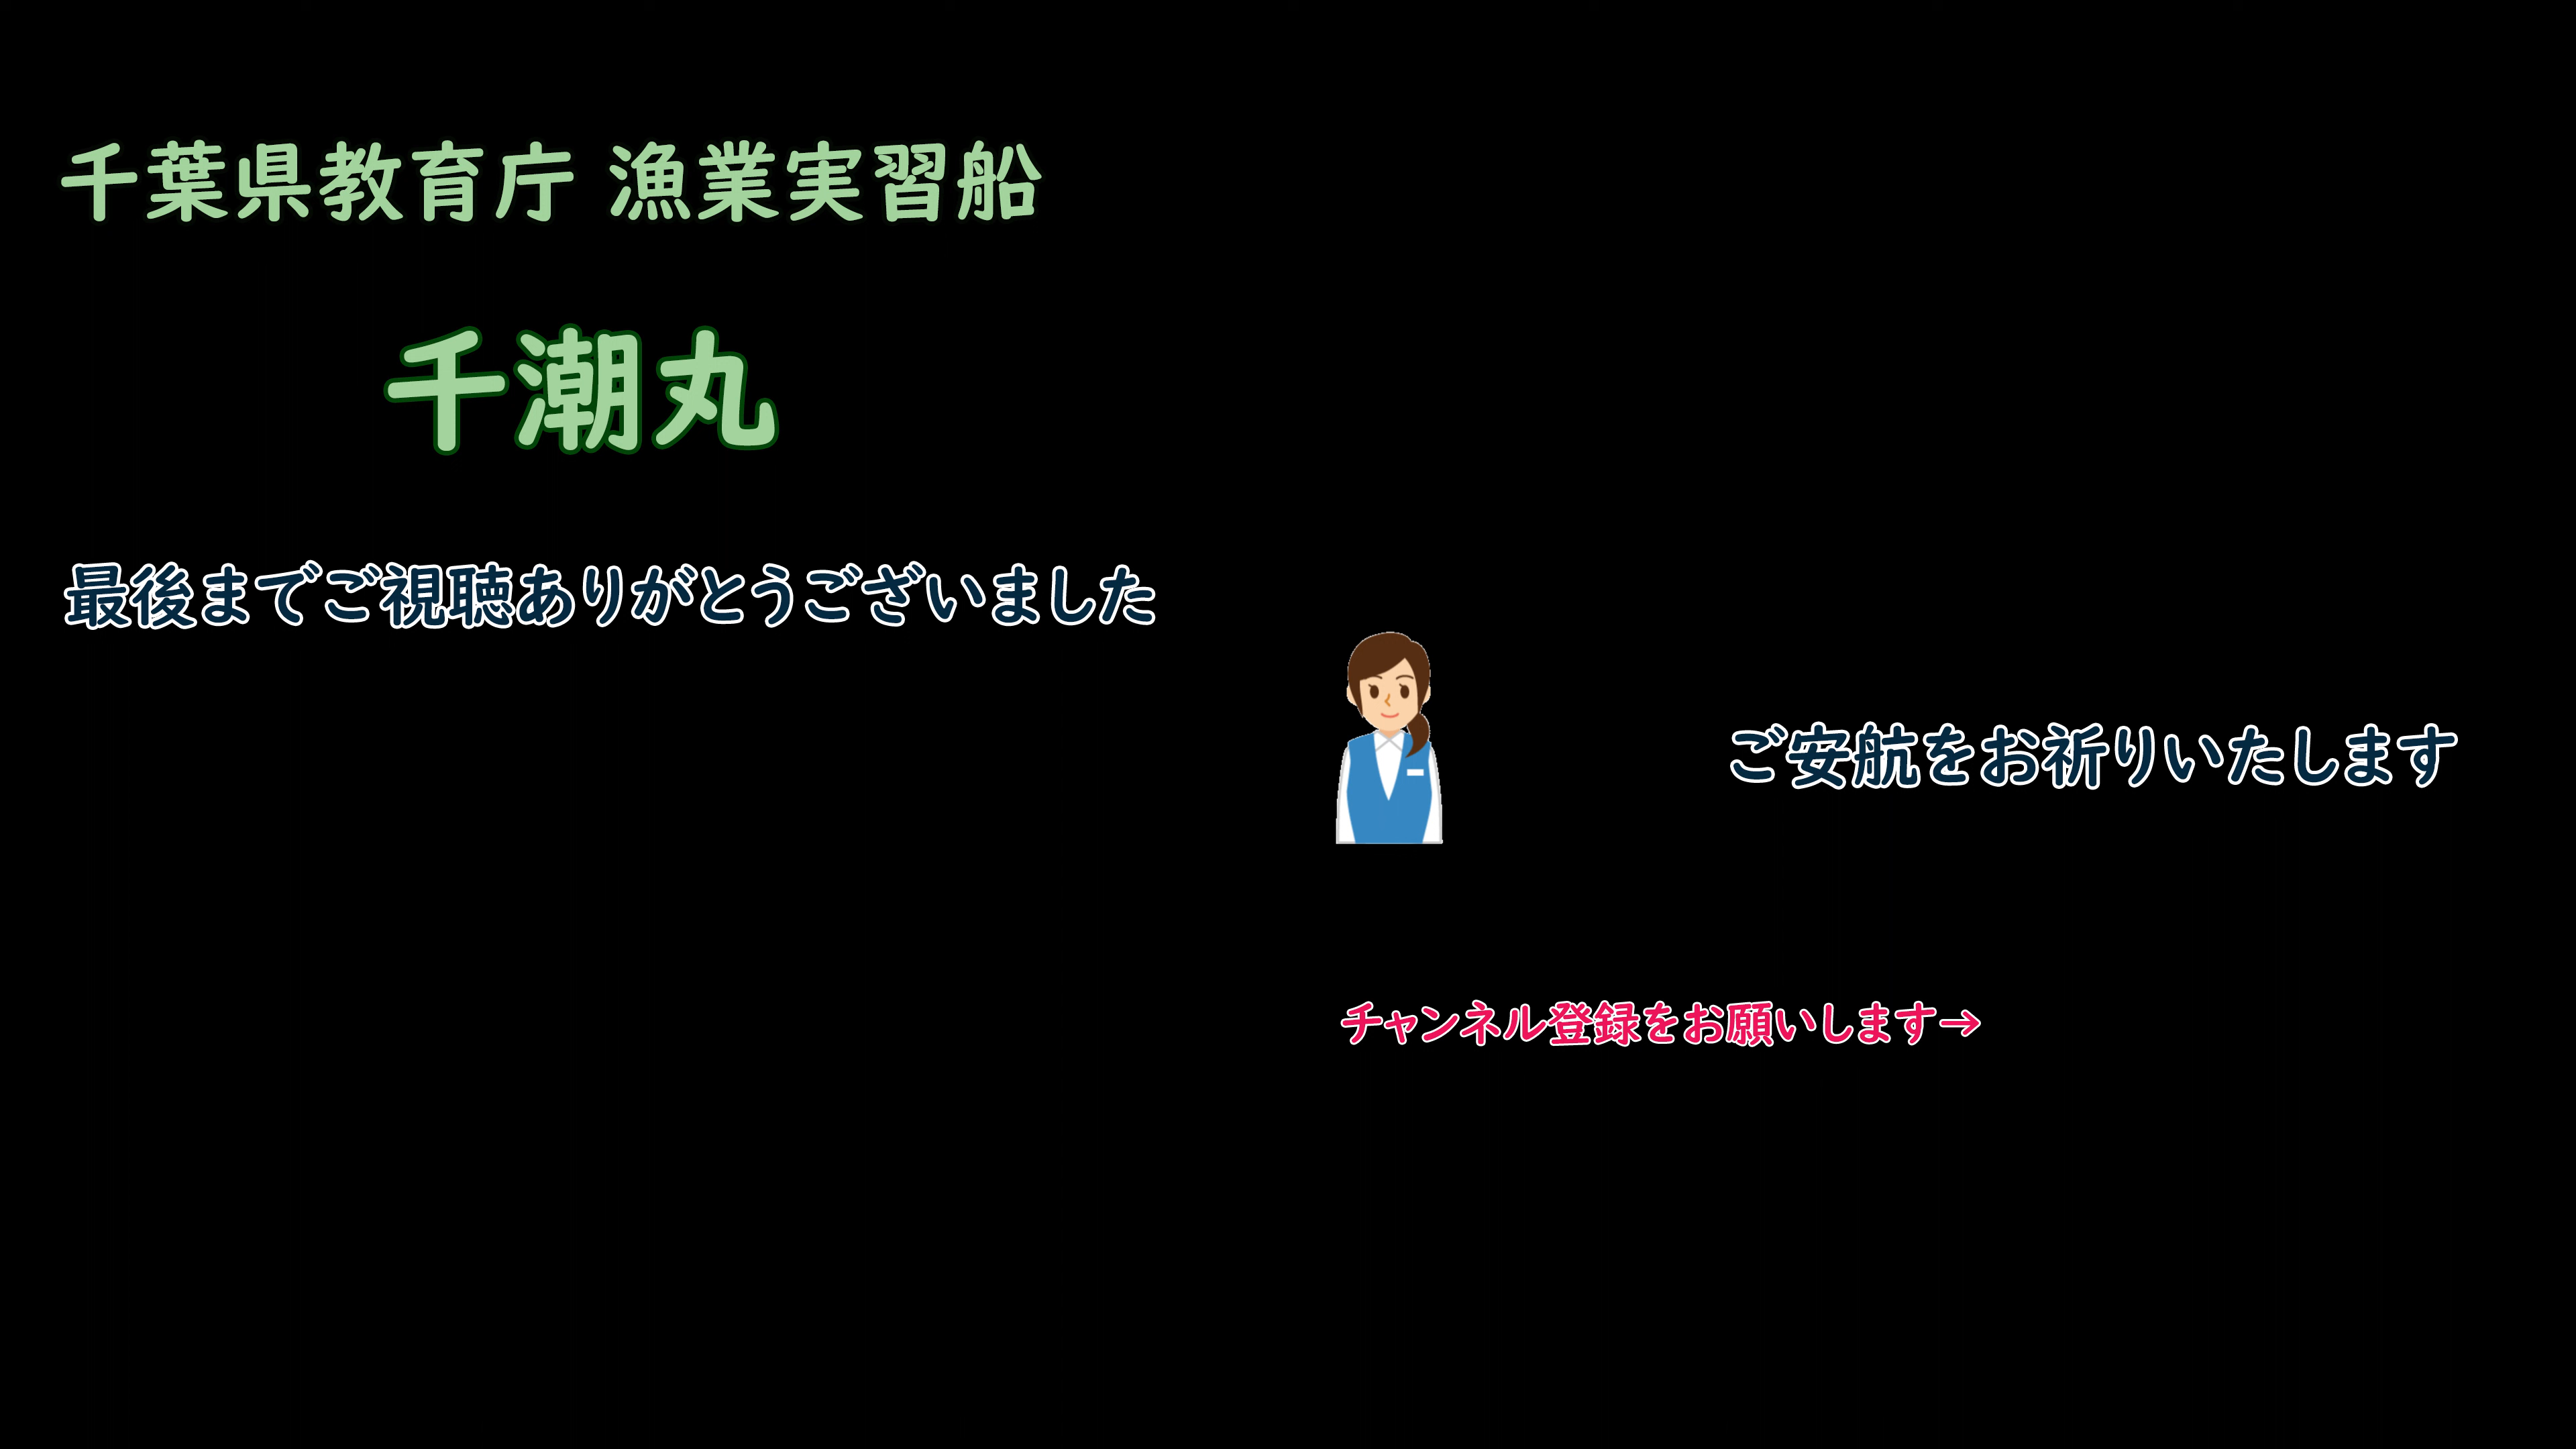 千葉県教育庁 漁業実習船
千潮丸
最後までご視聴ありがとうございました
ご安航をお祈りいたします
チャンネル登録をお願いします→